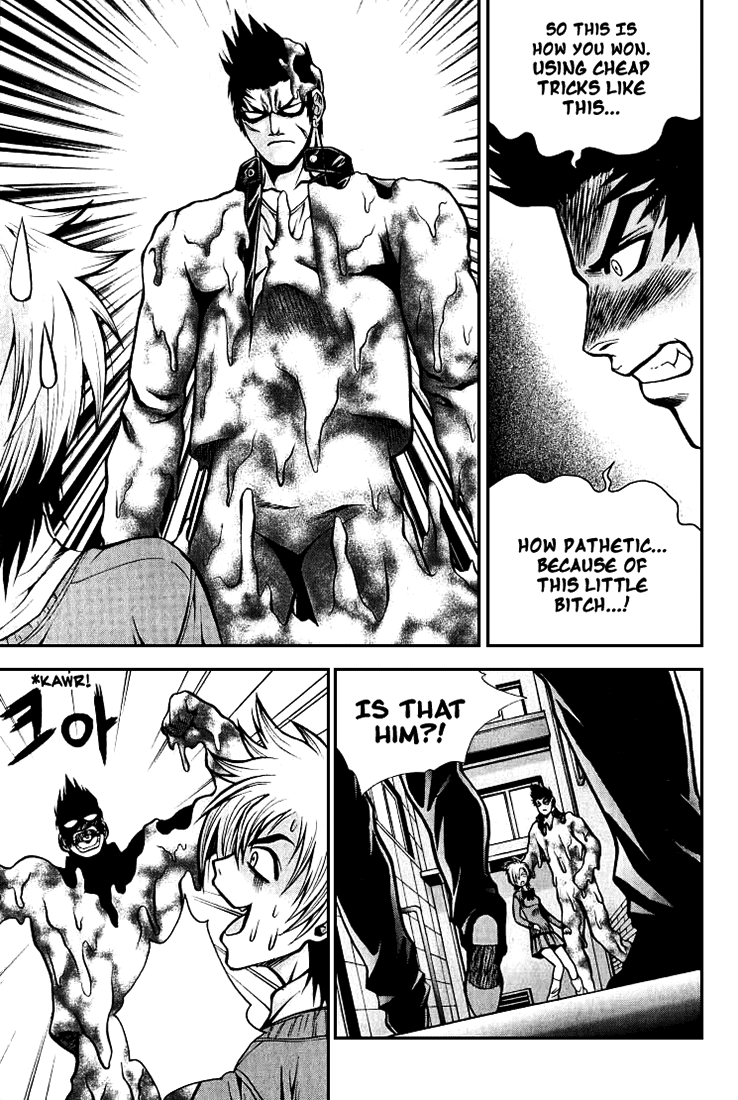 SO THIS IS
HOW YOU WON.
USING CHEAP
TRICKS LIKE
THIS...
HOW PATHETIC...
BECAUSE OF
THIS LITTLE
BITCH...!
*KAWR!
크아
IS THAT
HIM?!